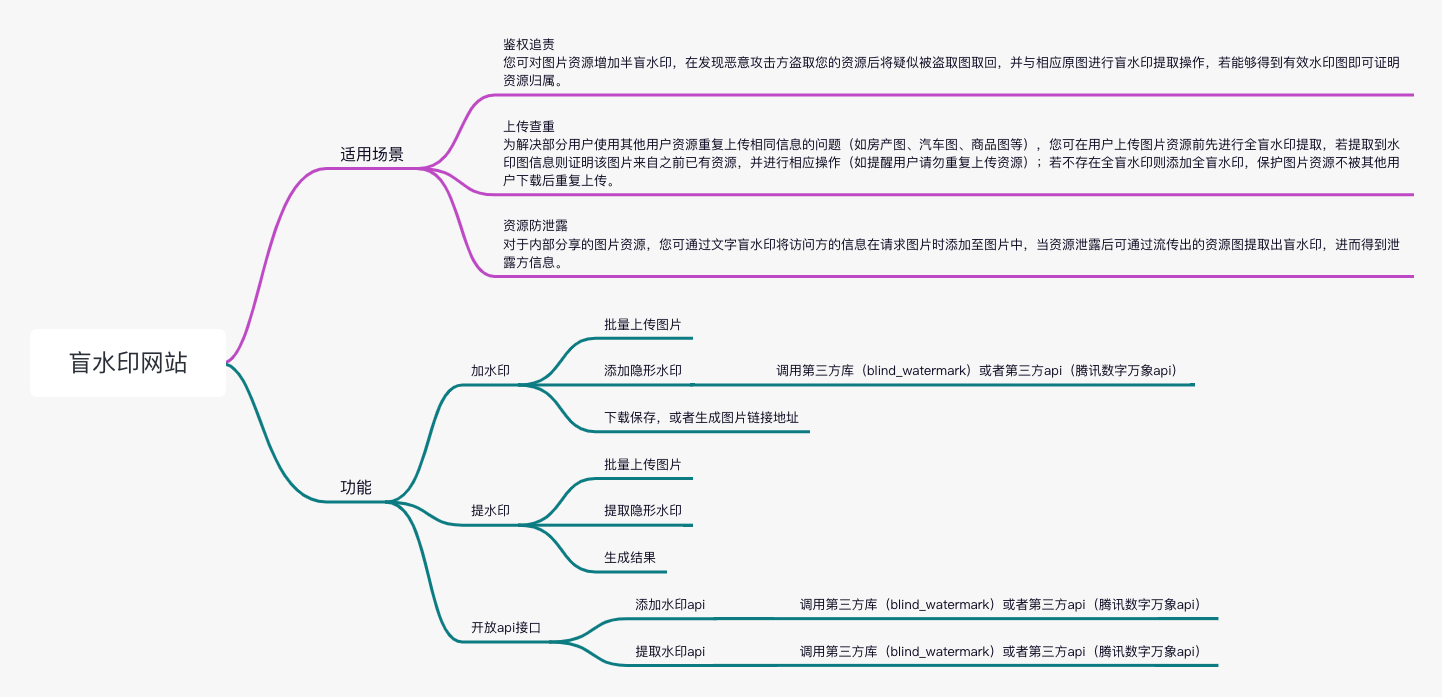 鉴权追责
您可对图片资源增加半盲水印，在发现恶意攻击方盗取您的资源后将疑似被盗取图取回，并与相应原图进行盲水印提取操作，若能够得到有效水印图即可证明
资源归属。
上传查重
为解决部分用户使用其他用户资源重复上传相同信息的问题（如房产图、汽车图、商品图等），您可在用户上传图片资源前先进行全盲水印提取，若提取到水
印图信息则证明该图片来自之前已有资源，并进行相应操作（如提醒用户请勿重复上传资源）；若不存在全盲水印则添加全盲水印，保护图片资源不被其他用
户下载后重复上传。
适用场景
资源防泄露
对于内部分享的图片资源，您可通过文字盲水印将访问方的信息在请求图片时添加至图片中，当资源泄露后可通过流传出的资源图提取出盲水印，进而得到泄
露方信息。
盲水印网站
批量上传图片
加水印
添加隐形水印
调用第三方库（blind_watermark）或者第三方api（腾讯数字万象api）
下载保存，或者生成图片链接地址
功能
批量上传图片
提水印
提取隐形水印
生成结果
开放api接口
添加水印api
调用第三方库（blind_watermark）或者第三方api（腾讯数字万象api）
提取水印api
调用第三方库（blind_watermark）或者第三方api（腾讯数字万象api）